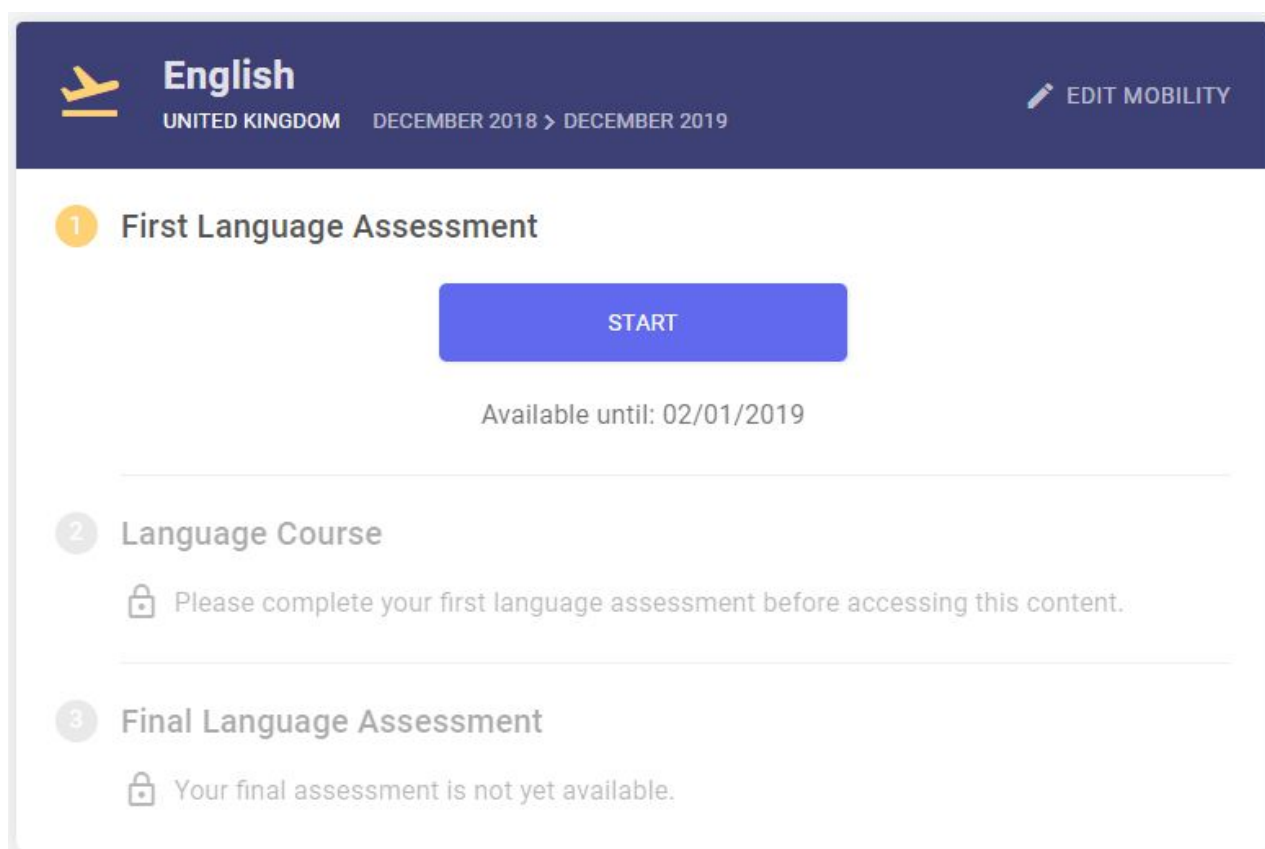 English
EDIT MOBILITY
UNITED KINGDOM DECEMBER 2018 > DECEMBER 2019
1 First Language Assessment
START
Available until: 02/01/2019
2 Language Course
Please complete your first language assessment before accessing this content.
3 Final Language Assessment
Your final assessment is not yet available.